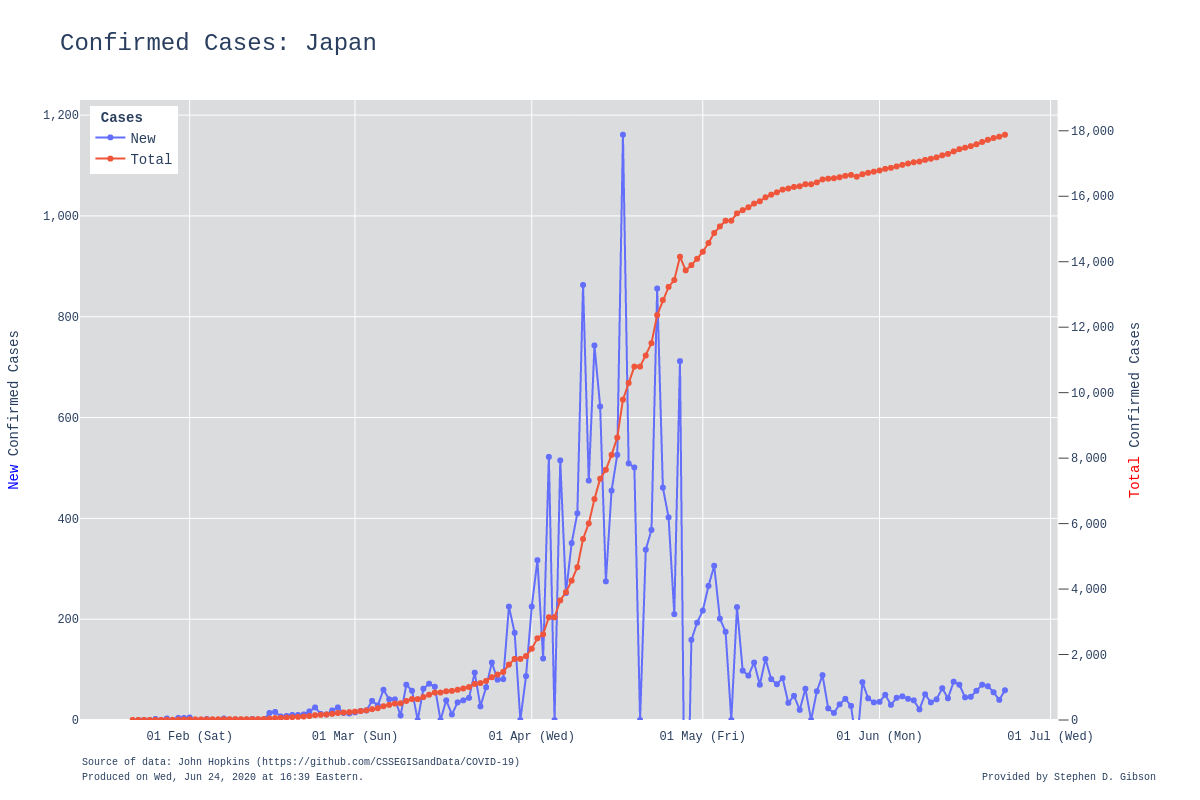 Confirmed Cases: Japan
Cases
New
Total
1,200
1,000
800
600
400
200
0
New Confirmed Cases
18,000
16,000
14,000
12,000
10,000
8,000
6,000
4,000
2,000
0
Total Confirmed Cases
01 Feb (Sat)
01 Mar (Sun)
01 Apr (Wed)
01 May (Fri)
01 Jun (Mon)
01 Jul (Wed)
Source of data: John Hopkins (https://github.com/CSSEGISandData/COVID-19)
Produced on Wed, Jun 24, 2020 at 16:39 Eastern.
Provided by Stephen D. Gibson